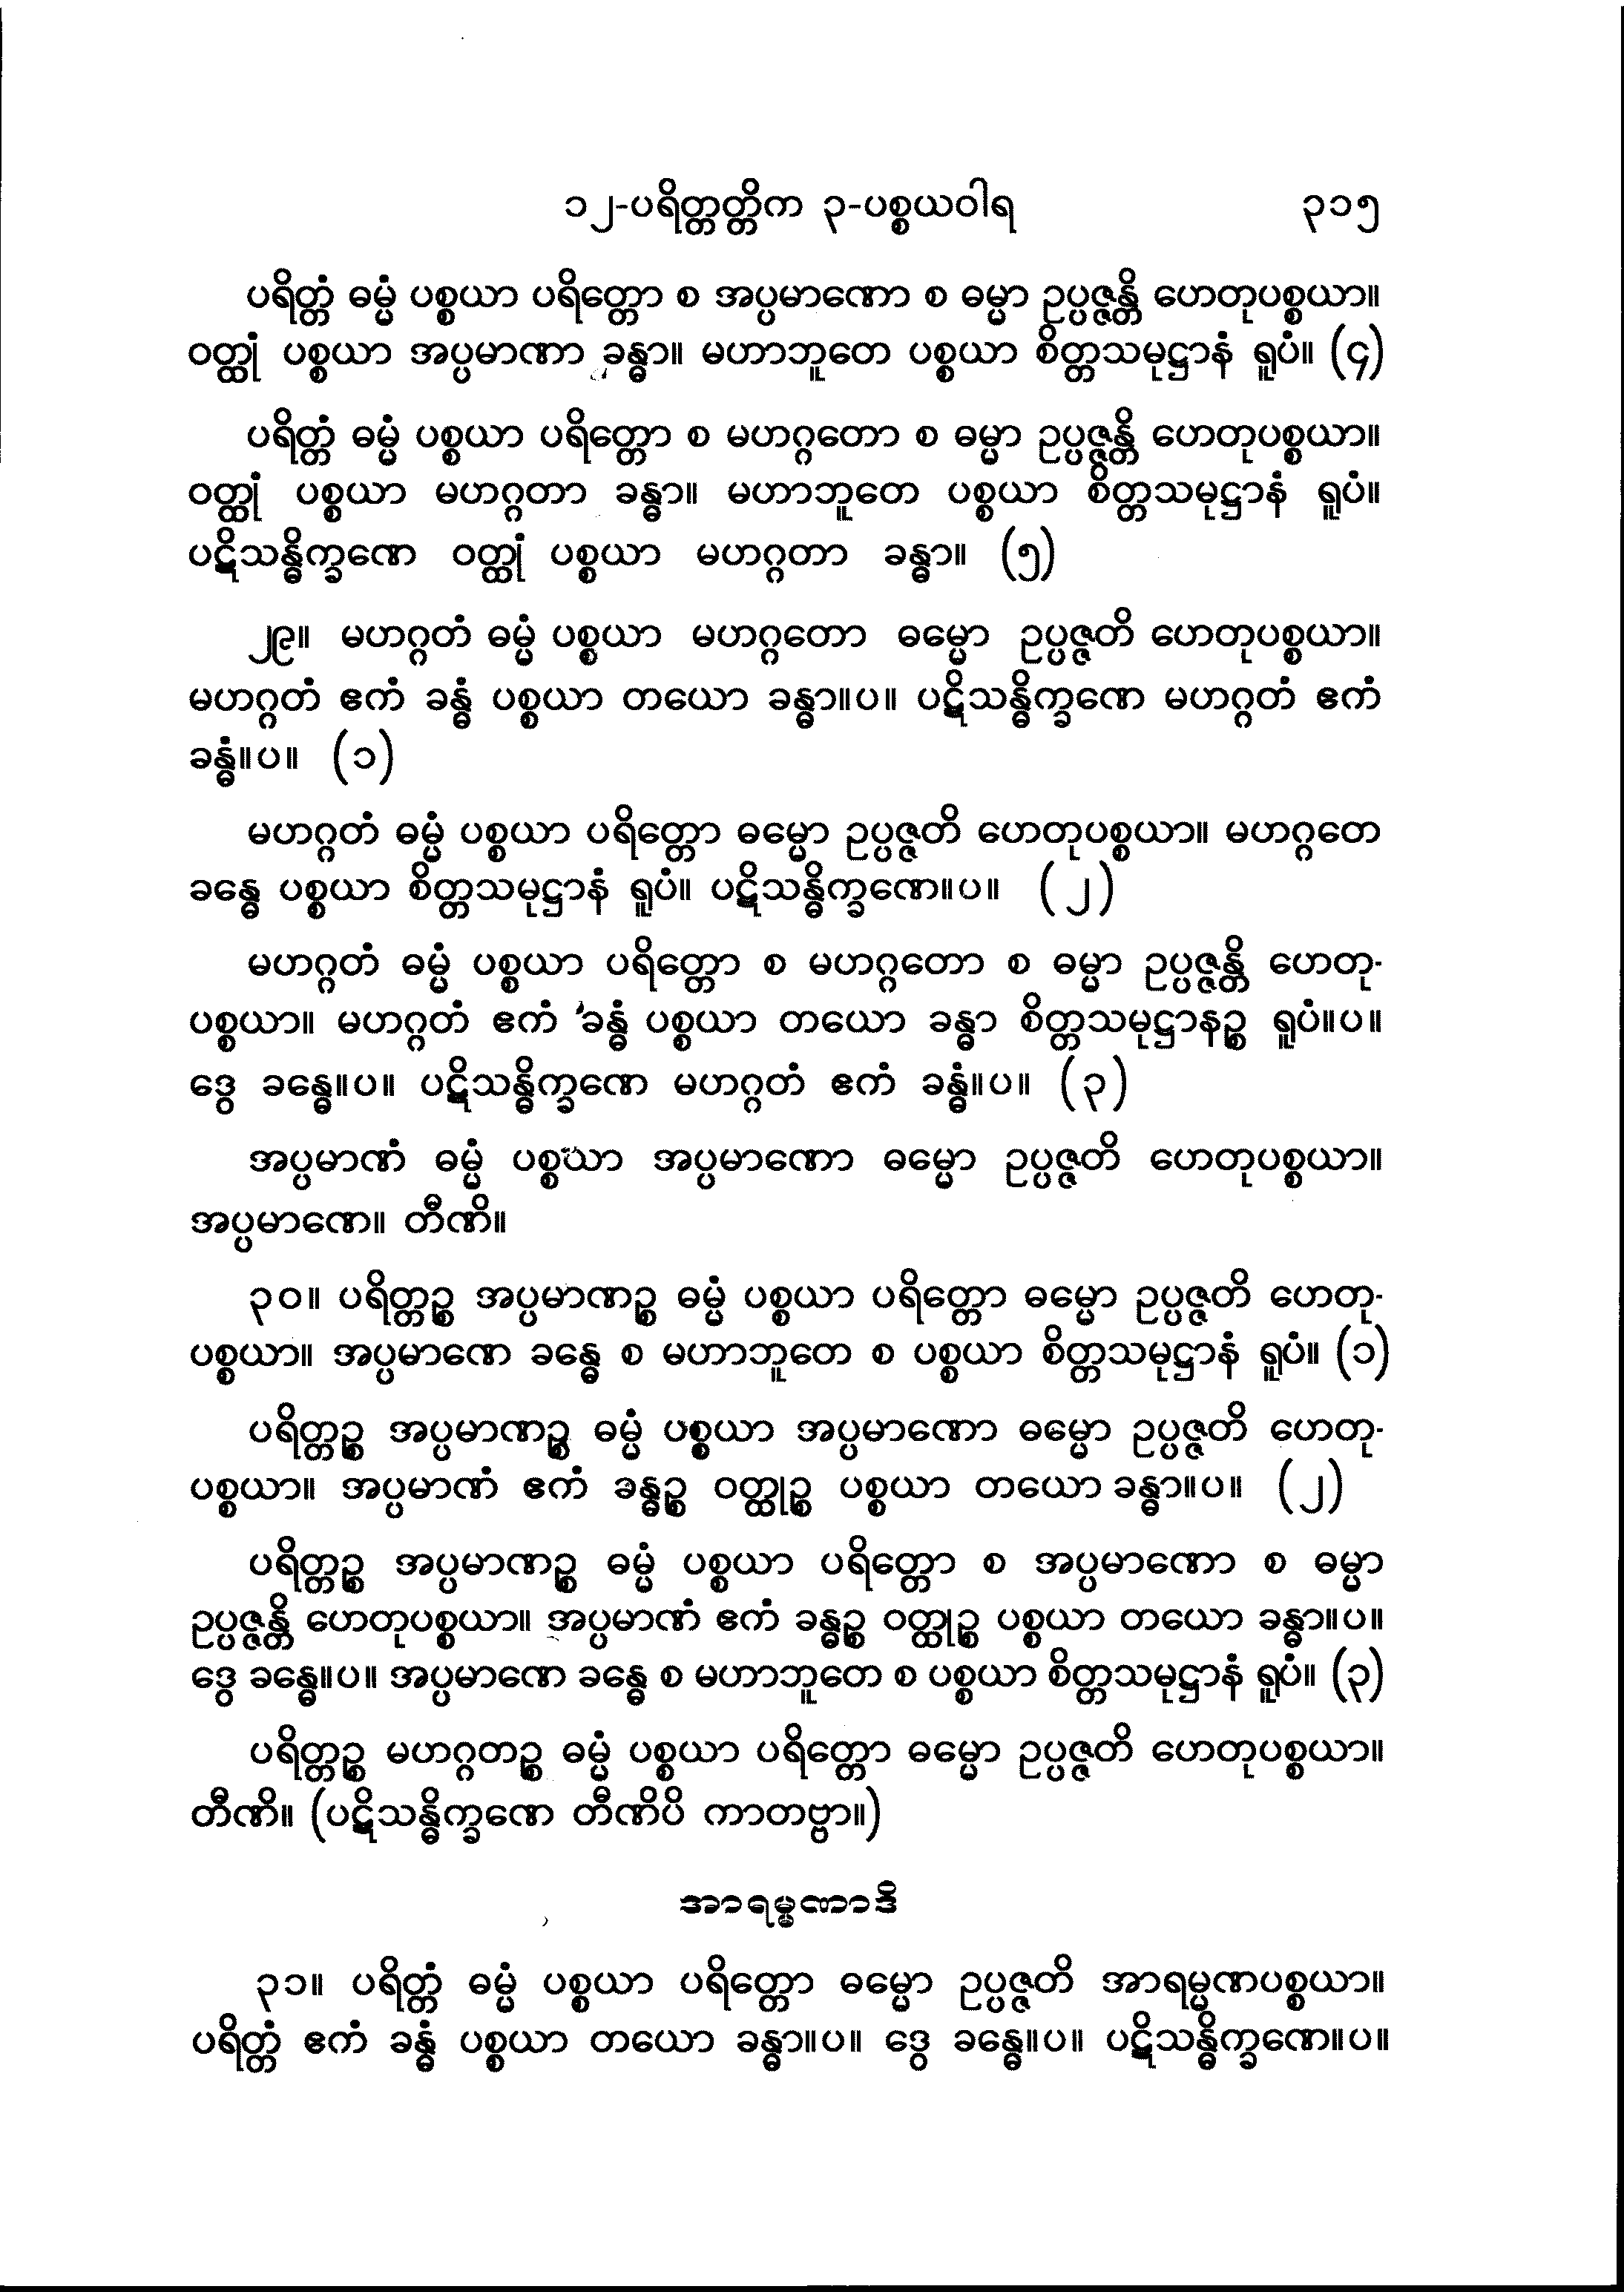 ၁၂-ပရိတ္တတ္တိက ၃-ပစ္စယဝါရ ၃၁၅
ပရိတ္တံ ဓမ္မံ ပစ္စယာ ပရိတ္တော စ အပ္ပမာဏော စ ဓမ္မာ ဥပ္ပဇ္ဇန္တိ ဟေတုပစ္စယာ။
ဝတ္ထုံ ပစ္စယာ အပ္ပမာဏာ ခန္ဓာ။ မဟာဘူတေ ပစ္စယာ စိတ္တသမုဋ္ဌာနံ ရူပံ။ (၄)
ပရိတ္တံ ဓမ္မံ ပစ္စယာ ပရိတ္တော စ မဟဂ္ဂတော စ ဓမ္မာ ဥပ္ပဇ္ဇန္တိ ဟေတုပစ္စယာ။
ဝတ္ထုံ ပစ္စယာ မဟဂ္ဂတာ ခန္ဓာ။ မဟာဘူတေ ပစ္စယာ စိတ္တသမုဋ္ဌာနံ ရူပံ။
ပဋိသန္ဓိက္ခဏေ ဝတ္ထုံ ပစ္စယာ မဟဂ္ဂတာ ခန္ဓာ။ (၅)
၂၉။ မဟဂ္ဂတံ ဓမ္မံ ပစ္စယာ မဟဂ္ဂတော ဓမ္မော ဥပ္ပဇ္ဇတိ ဟေတုပစ္စယာ။
မဟဂ္ဂတံ ဧကံ ခန္ဓံ ပစ္စယာ တယော ခန္ဓာ။ပ။ ပဋိသန္ဓိက္ခဏေ မဟဂ္ဂတံ ဧကံ
ခန္ဓံ။ပ။ (၁)
မဟဂ္ဂတံ ဓမ္မံ ပစ္စယာ ပရိတ္တော ဓမ္မော ဥပ္ပဇ္ဇတိ ဟေတုပစ္စယာ။ မဟဂ္ဂတေ
ခန္ဓေ ပစ္စယာ စိတ္တသမုဋ္ဌာနံ ရူပံ။ ပဋိသန္ဓိက္ခဏေ။ပ။ (၂)
မဟဂ္ဂတံ ဓမ္မံ ပစ္စယာ ပရိတ္တော စ မဟဂ္ဂတော စ ဓမ္မာ ဥပ္ပဇ္ဇန္တိ ဟေတု-
ပစ္စယာ။ မဟဂ္ဂတံ ဧကံ ခန္ဓံ ပစ္စယာ တယော ခန္ဓာ စိတ္တသမုဋ္ဌာနဉ္စ ရူပံ။ပ။
ဒွေ ခန္ဓေ။ပ။ ပဋိသန္ဓိက္ခဏေ မဟဂ္ဂတံ ဧကံ ခန္ဓံ။ပ။ (၃)
အပ္ပမာဏံ ဓမ္မံ ပစ္စယာ အပ္ပမာဏော ဓမ္မော ဥပ္ပဇ္ဇတိ ဟေတုပစ္စယာ။
အပ္ပမာဏေ။ တီဏိ။
၃၀။ ပရိတ္တဉ္စ အပ္ပမာဏဉ္စ ဓမ္မံ ပစ္စယာ ပရိတ္တော ဓမ္မော ဥပ္ပဇ္ဇတိ ဟေတု-
ပစ္စယာ။ အပ္ပမာဏေ ခန္ဓေ စ မဟာဘူတေ စ ပစ္စယာ စိတ္တသမုဋ္ဌာနံ ရူပံ။ (၁)
ပရိတ္တဉ္စ အပ္ပမာဏဉ္စ ဓမ္မံ ပစ္စယာ အပ္ပမာဏော ဓမ္မော ဥပ္ပဇ္ဇတိ ဟေတု-
ပစ္စယာ။ အပ္ပမာဏံ ဧကံ ခန္ဓဉ္စ ဝတ္ထုဉ္စ ပစ္စယာ တယော ခန္ဓာ။ပ။ (၂)
ပရိတ္တဉ္စ အပ္ပမာဏဉ္စ ဓမ္မံ ပစ္စယာ ပရိတ္တော စ အပ္ပမာဏော စ ဓမ္မာ
ဥပ္ပဇ္ဇန္တိ ဟေတုပစ္စယာ။ အပ္ပမာဏံ ဧကံ ခန္ဓဉ္စ ဝတ္ထုဉ္စ ပစ္စယာ တယော ခန္ဓာ။ပ။
ဒွေ ခန္ဓေ။ပ။ အပ္ပမာဏေ ခန္ဓေ စ မဟာဘူတေ စ ပစ္စယာ စိတ္တသမုဋ္ဌာနံ ရူပံ။ (၃)
ပရိတ္တဉ္စ မဟဂ္ဂတဉ္စ ဓမ္မံ ပစ္စယာ ပရိတ္တော ဓမ္မော ဥပ္ပဇ္ဇတိ ဟေတုပစ္စယာ။
တီဏိ။ (ပဋိသန္ဓိက္ခဏေ တီဏိပိ ကာတဗ္ဗာ။)
အာရမ္မဏာဒိ
၃၁။ ပရိတ္တံ ဓမ္မံ ပစ္စယာ ပရိတ္တော ဓမ္မော ဥပ္ပဇ္ဇတိ အာရမ္မဏပစ္စယာ။
ပရိတ္တံ ဧကံ ခန္ဓံ ပစ္စယာ တယော ခန္ဓာ။ပ။ ဒွေ ခန္ဓေ။ပ။ ပဋိသန္ဓိက္ခဏေ။ပ။